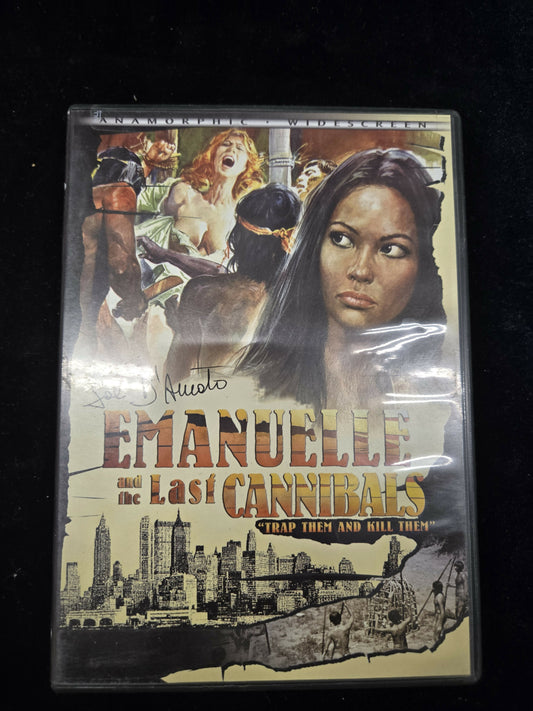 ANAMORPHIC • WIDESCREEN
Joe D'Amato
EMANUELLE
and the Last CANNIBALS
"TRAP THEM AND KILL THEM"